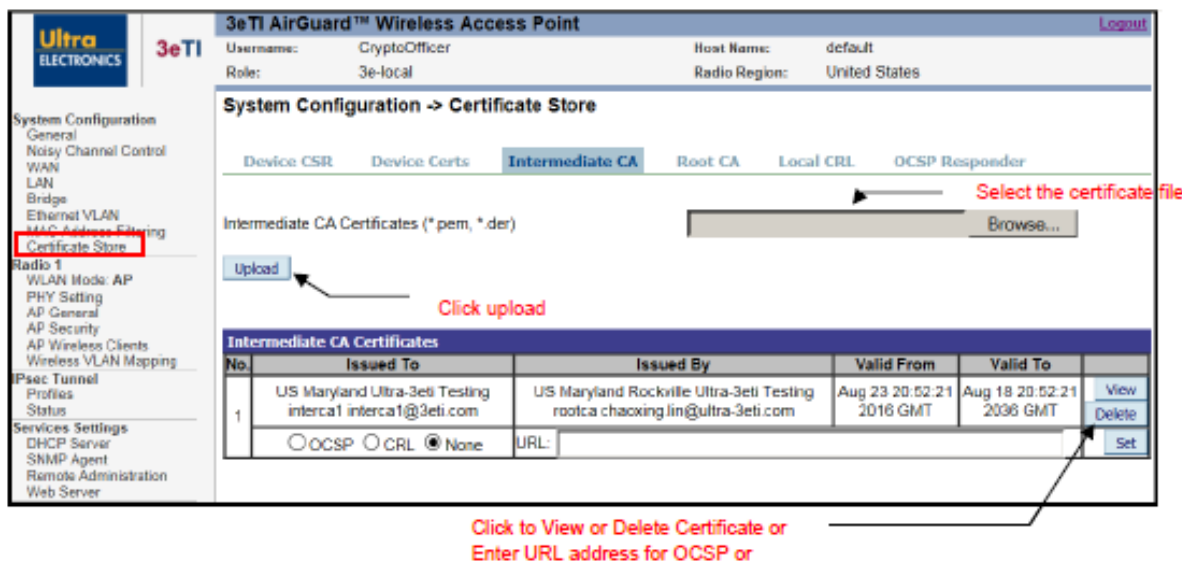 Ultra
ELECTRONICS
3eTI
3eTI AirGuard™ Wireless Access Point
Logout
Username: CryptoOfficer Host Name: default
Role: 3e-local Radio Region: United States
System Configuration -> Certificate Store
System Configuration
General
Noisy Channel Control
WAN
LAN
Bridge
Ethernet VLAN
MAC Address Filtering
Certificate Store
Radio 1
WLAN Mode: AP
PHY Setting
AP General
AP Security
AP Wireless Clients
Wireless VLAN Mapping
IPsec Tunnel
Profiles
Status
Services Settings
DHCP Server
SNMP Agent
Remote Administration
Web Server
Device CSR Device Certs Intermediate CA Root CA Local CRL OCSP Responder
Select the certificate file
Intermediate CA Certificates (*.pem, *.der) Browse...
Upload
Click upload
Intermediate CA Certificates
No. Issued To Issued By Valid From Valid To
1
US Maryland Ultra-3eti Testing
interca1 interca1@3eti.com
US Maryland Rockville Ultra-3eti Testing
rootca chaoxing.lin@ultra-3eti.com
Aug 23 20:52:21
2016 GMT
Aug 18 20:52:21
2036 GMT
View
Delete
OCSP CRL None URL: Set
Click to View or Delete Certificate or
Enter URL address for OCSP or